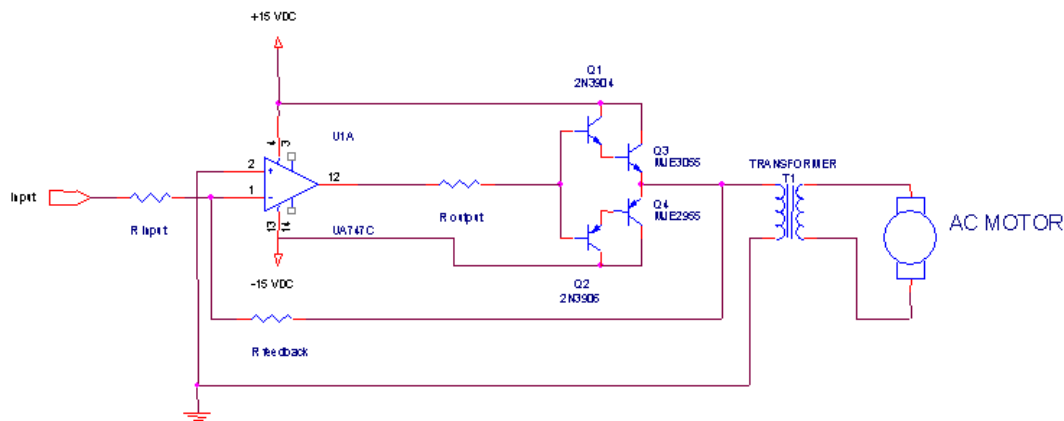 +15 VDC
Q1
2N3904
U1A
4
3
2
+
12
1
-
Input
R Input
13
14
UA747C
-15 VDC
R output
Q3
MJE3055
Q4
MJE2955
Q2
2N3906
TRANSFORMER
T1
AC MOTOR
R feedback